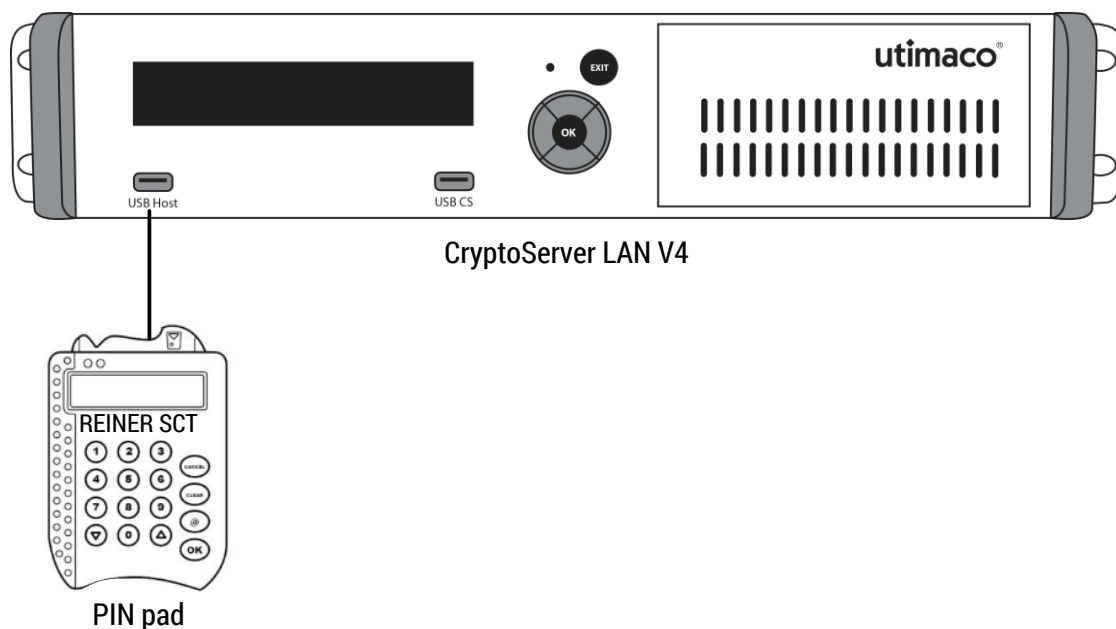 utimaco®
EXIT
OK
USB Host
USB CS
CryptoServer LAN V4
REINER SCT
1 2 3
CANCEL
4 5 6
CLEAR
7 8 9
@
0
OK
PIN pad